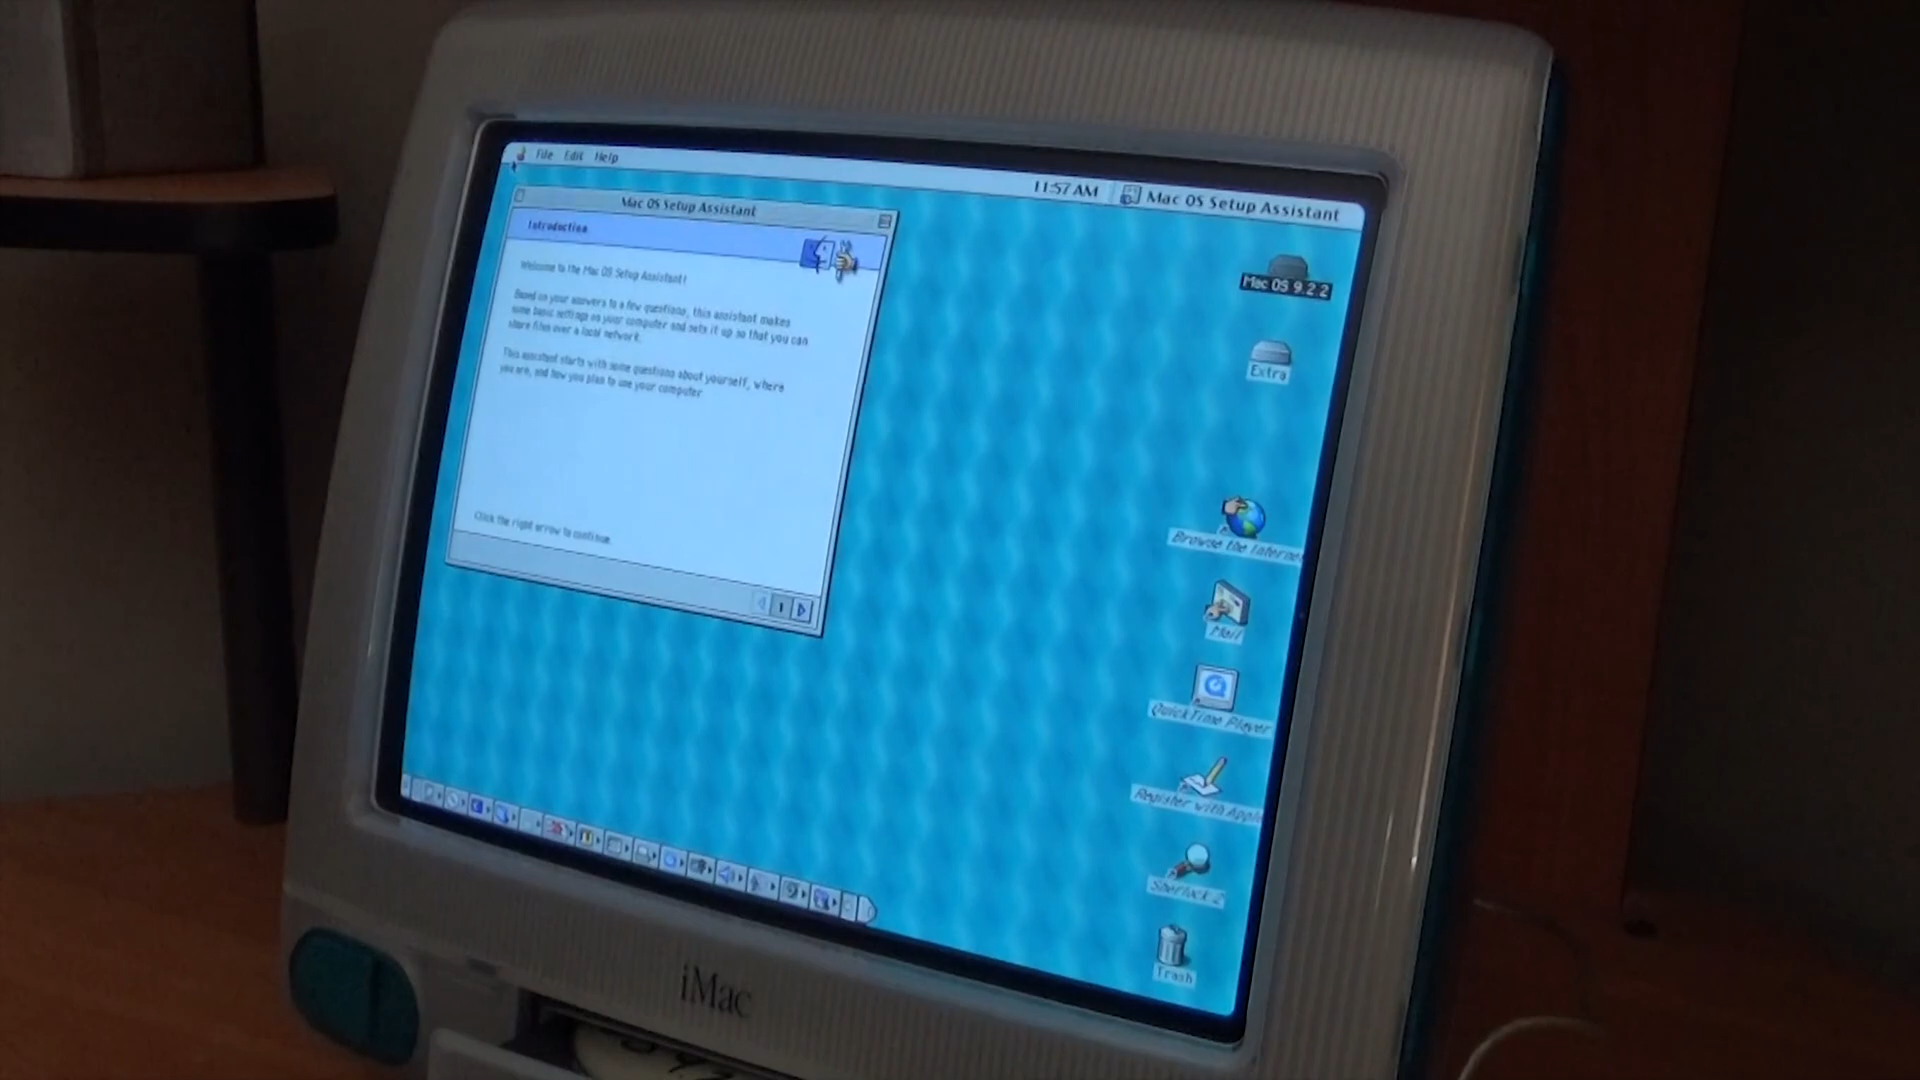 File Edit Help
11:57 AM Mac OS Setup Assistant
Mac OS Setup Assistant
Introduction
Welcome to the Mac OS Setup Assistant!
Based on your answers to a few questions, this assistant makes
some basic settings on your computer and sets it up so that you can
share files over a local network.
This assistant starts with some questions about yourself, where
you are, and how you plan to use your computer
Click the right arrow to continue.
1
Mac OS 9.2.2
Extra
Browse the Internet
Mail
QuickTime Player
Register with Apple
Sherlock 2
Trash
iMac